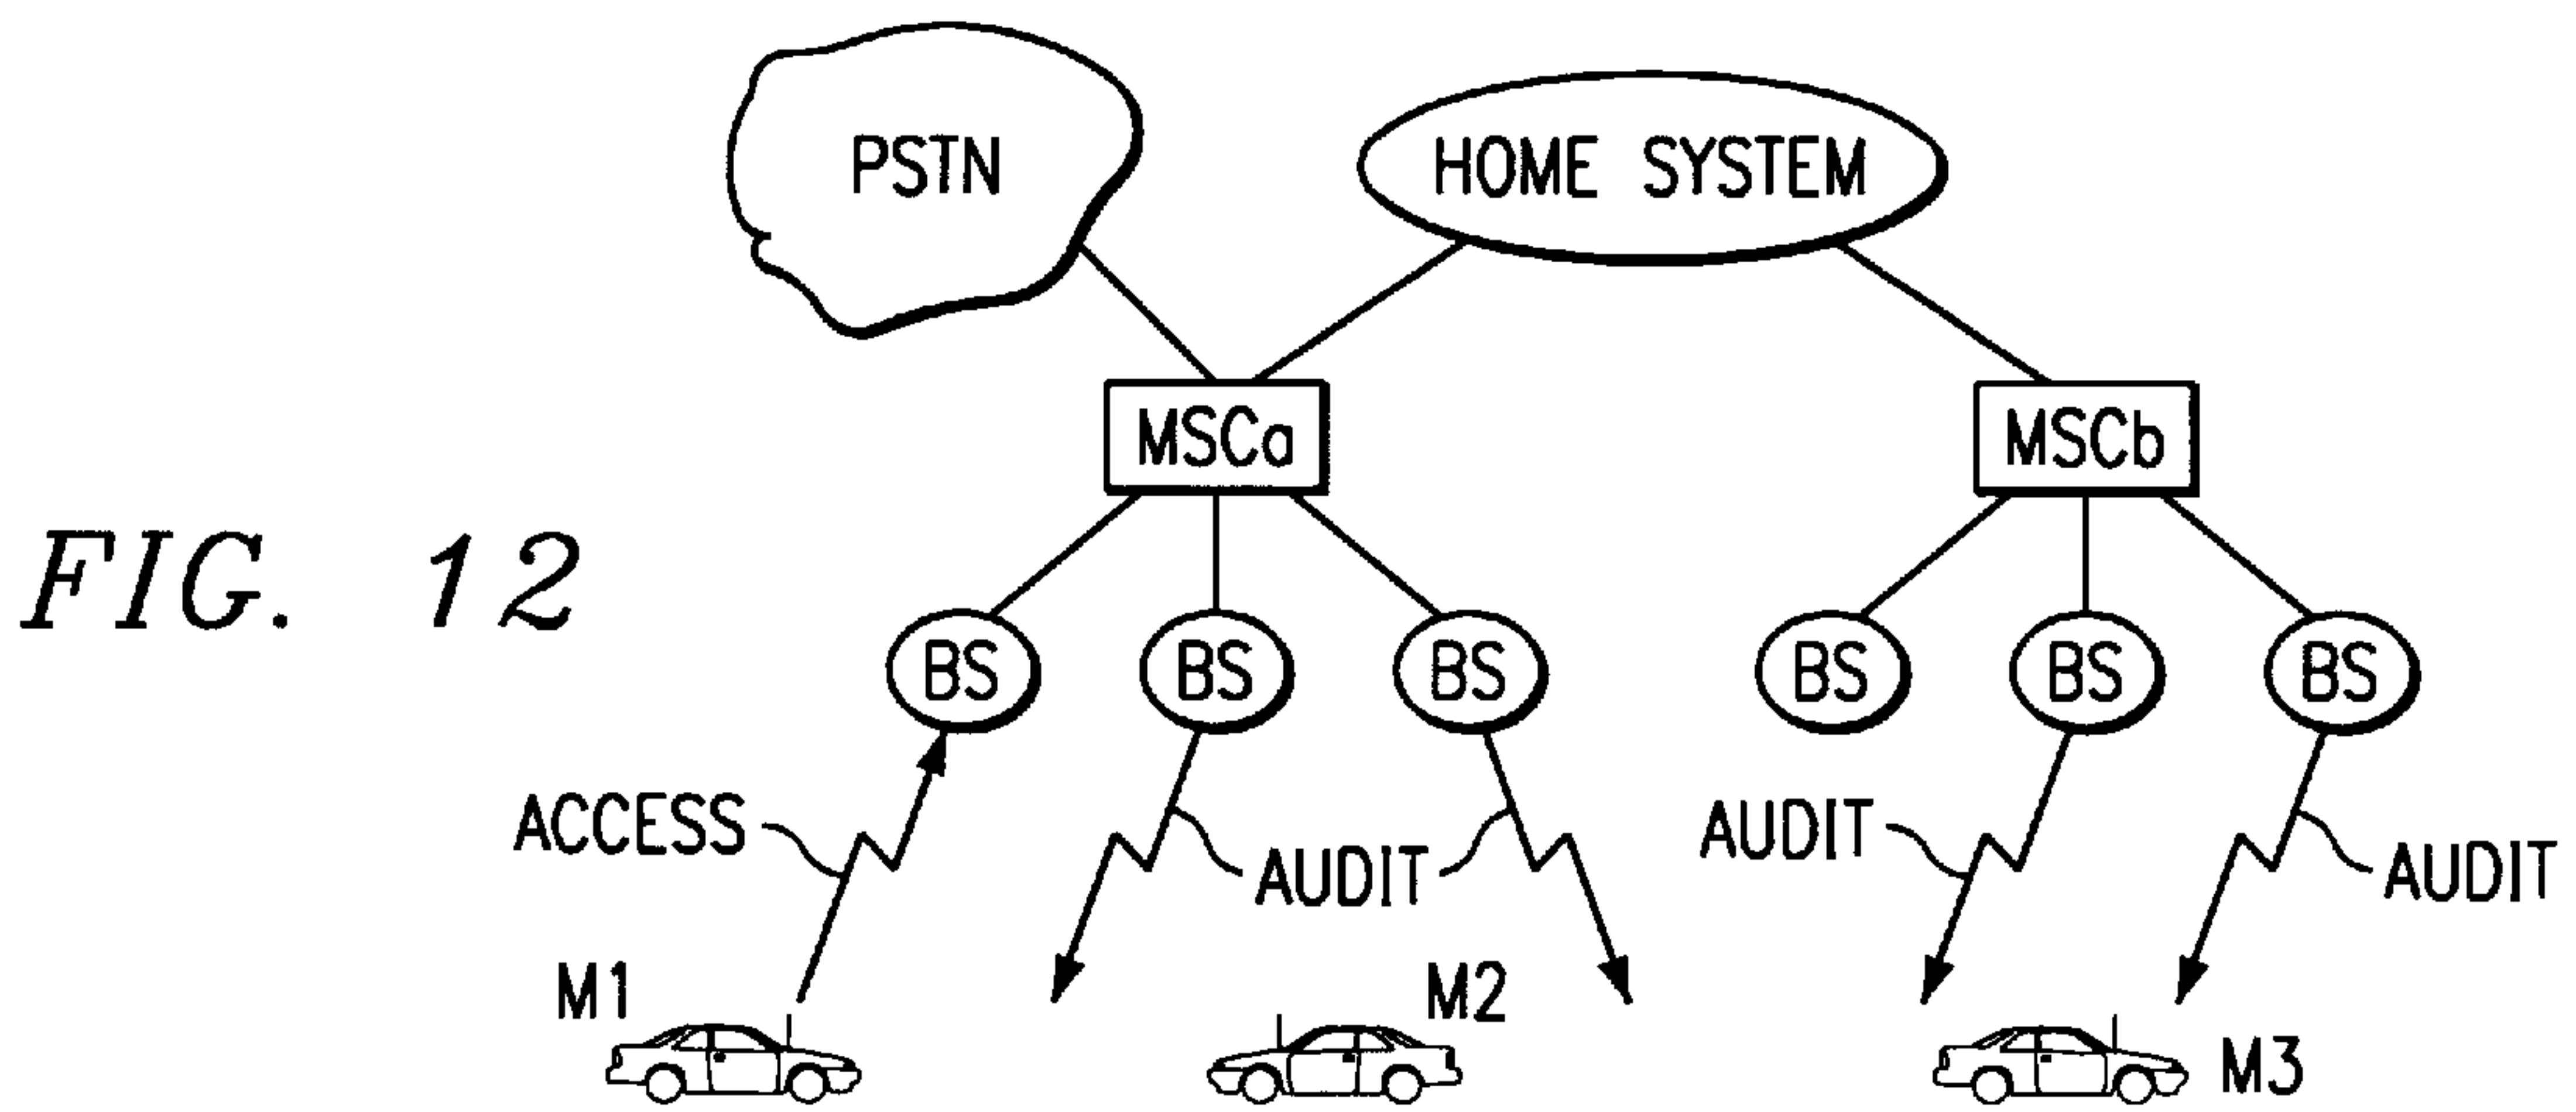 PSTN
HOME SYSTEM
MSCa
MSCb
FIG. 12
BS
BS
BS
BS
BS
BS
ACCESS
AUDIT
AUDIT
AUDIT
M1
M2
M3